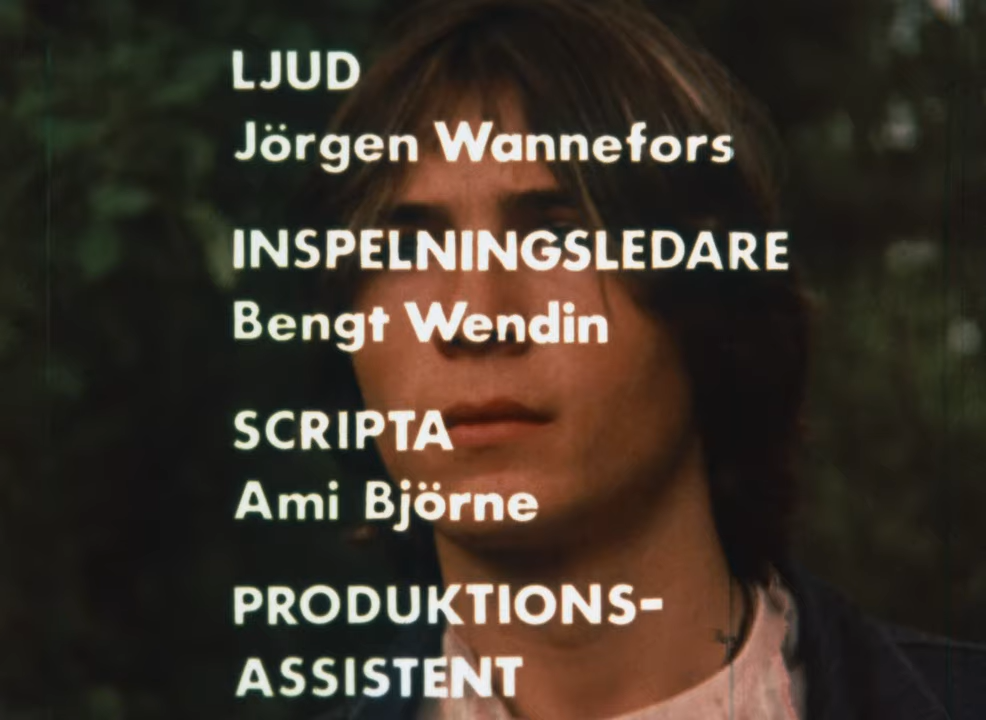 LJUD
Jörgen Wannefors
INSPELNINGSLEDARE
Bengt Wendin
SCRIPTA
Ami Björne
PRODUKTIONS-
ASSISTENT